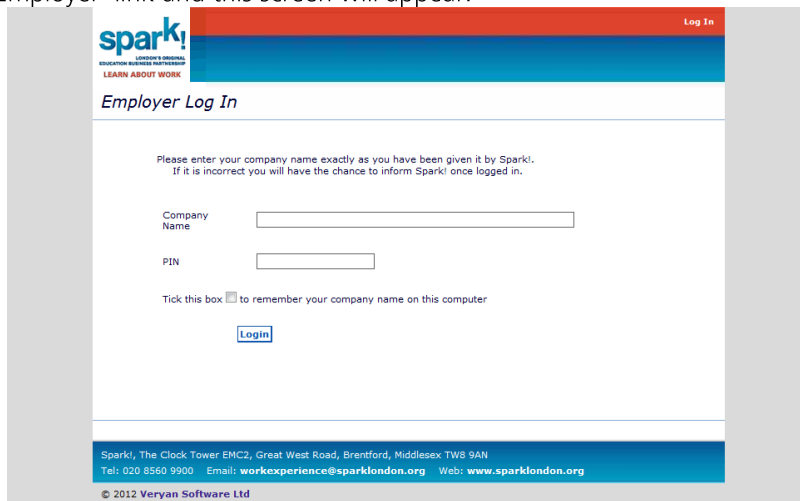 Employer' link and this screen will appear.
Log In
spark!
LONDON'S ORIGINAL
EDUCATION BUSINESS PARTNERSHIP
LEARN ABOUT WORK
Employer Log In
Please enter your company name exactly as you have been given it by Spark!.
If it is incorrect you will have the chance to inform Spark! once logged in.
Company
Name
PIN
Tick this box to remember your company name on this computer
Login
Spark!, The Clock Tower EMC2, Great West Road, Brentford, Middlesex TW8 9AN
Tel: 020 8560 9900 Email: workexperience@sparklondon.org Web: www.sparklondon.org
© 2012 Veryan Software Ltd